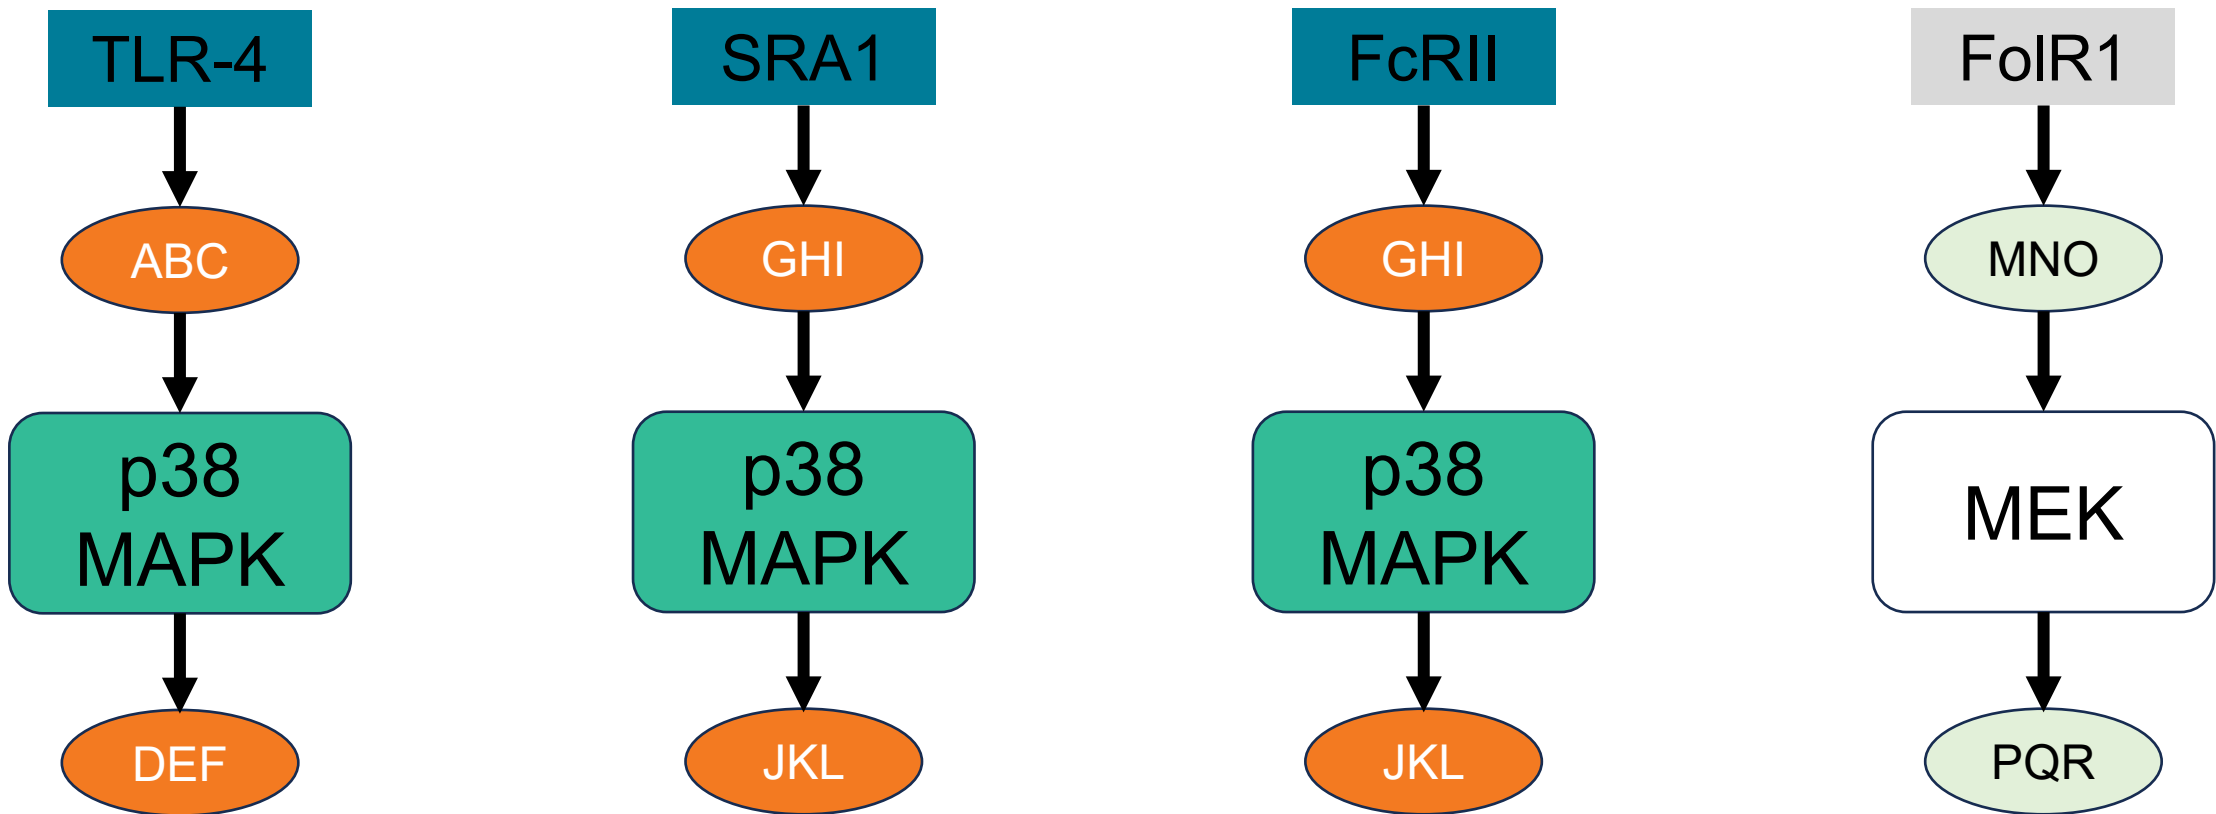 TLR-4
SRA1
FcRII
FolR1
ABC
GHI
GHI
MNO
p38
MAPK
p38
MAPK
p38
MAPK
MEK
DEF
JKL
JKL
PQR